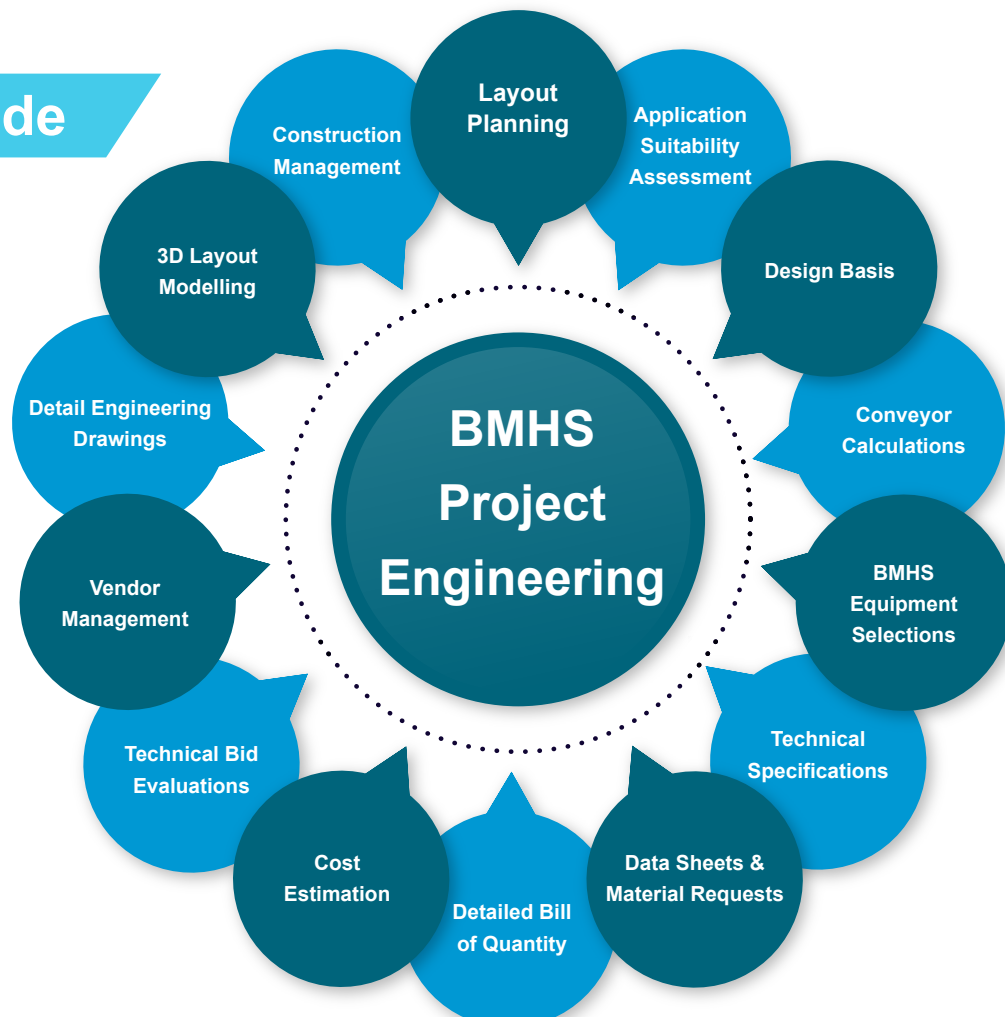 de
Layout
Planning
Application
Suitability
Assessment
Design Basis
Conveyor
Calculations
BMHS
Equipment
Selections
Technical
Specifications
Data Sheets &
Material Requests
Detailed Bill
of Quantity
Cost
Estimation
Technical Bid
Evaluations
Vendor
Management
Detail Engineering
Drawings
3D Layout
Modelling
Construction
Management
BMHS
Project
Engineering